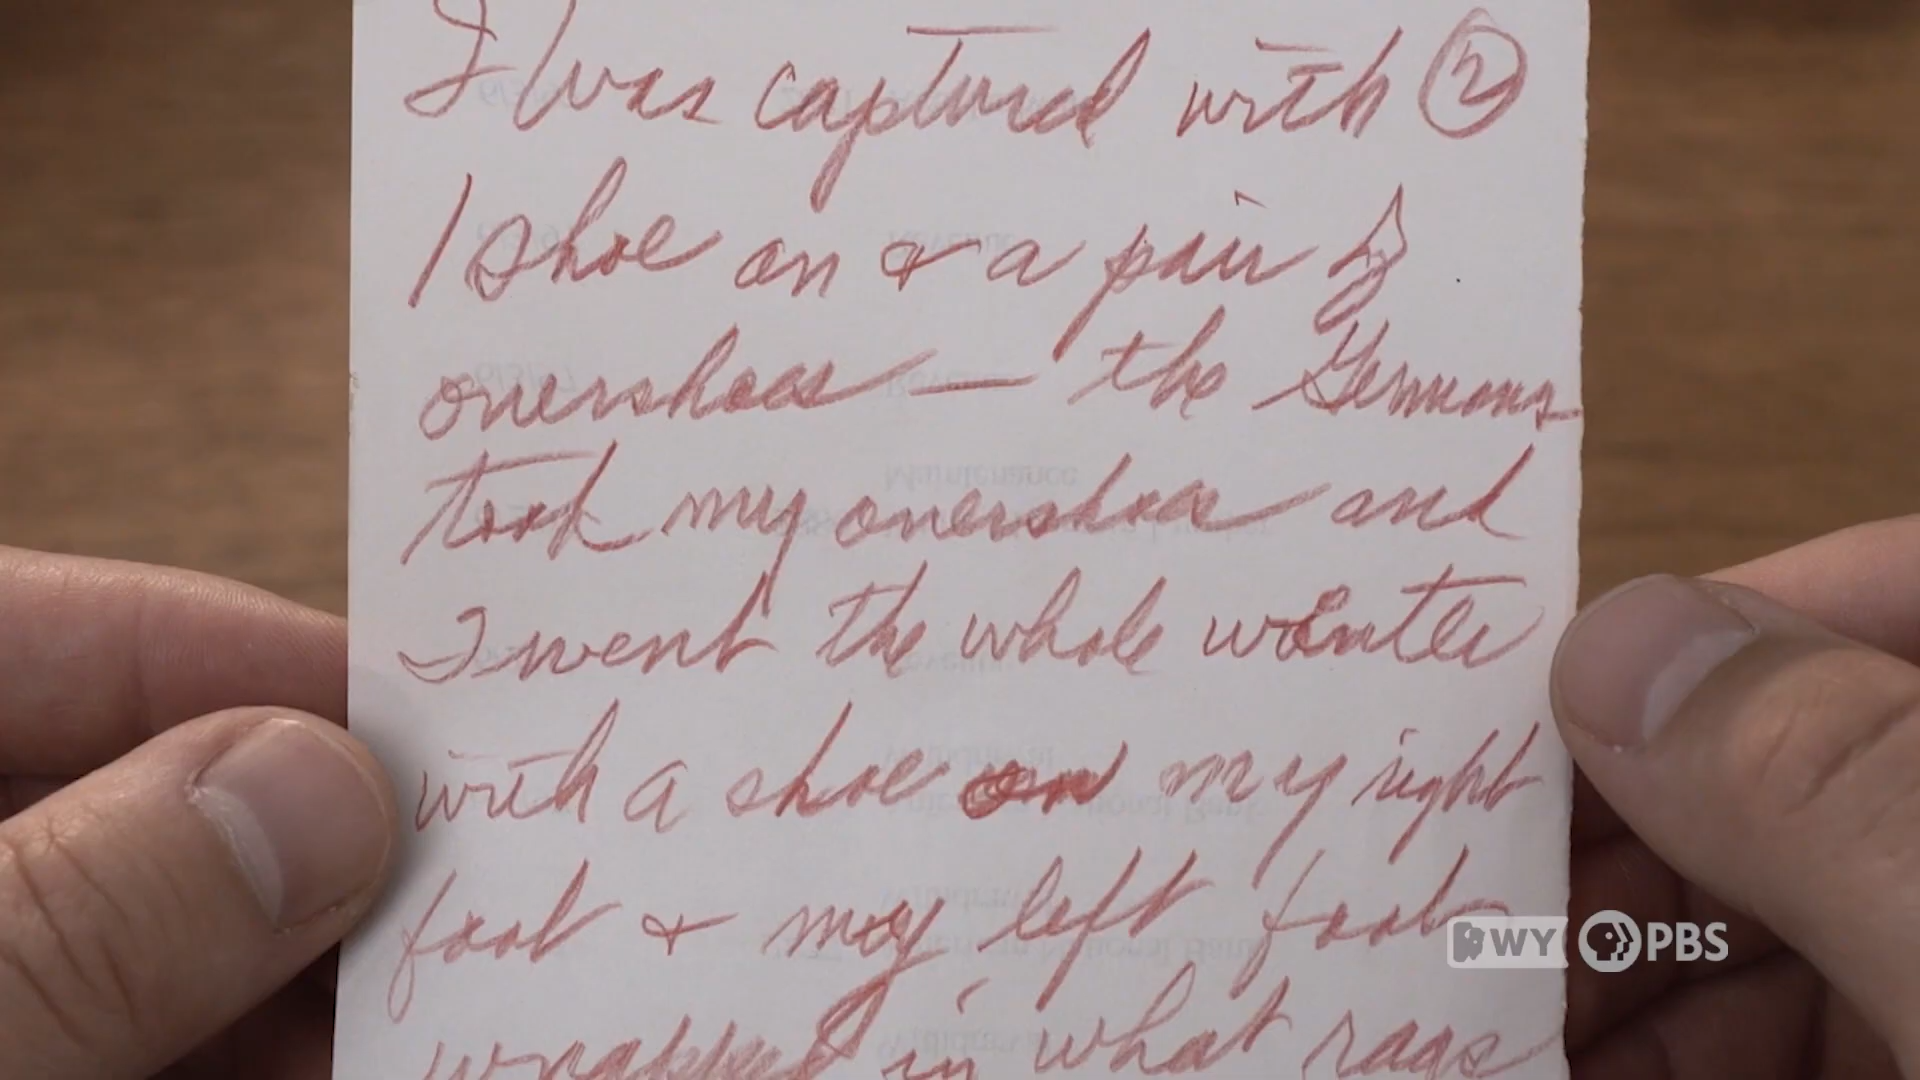 I was captured with ②
1 shoe on & a pair of
overshoes — the Germans
took my overshoes and
I went the whole winter
with a shoe on my right
foot & my left foot
wrapped in what rags
WY PBS